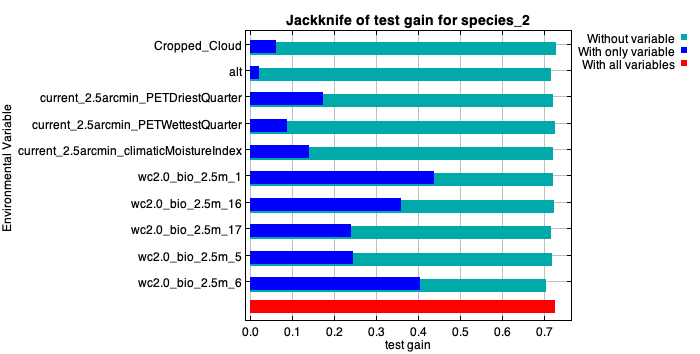 Jackknife of test gain for species_2
Without variable
With only variable
With all variables
Environmental Variable
Cropped_Cloud
alt
current_2.5arcmin_PETDriestQuarter
current_2.5arcmin_PETWettestQuarter
current_2.5arcmin_climaticMoistureIndex
wc2.0_bio_2.5m_1
wc2.0_bio_2.5m_16
wc2.0_bio_2.5m_17
wc2.0_bio_2.5m_5
wc2.0_bio_2.5m_6
0.0 0.1 0.2 0.3 0.4 0.5 0.6 0.7
test gain